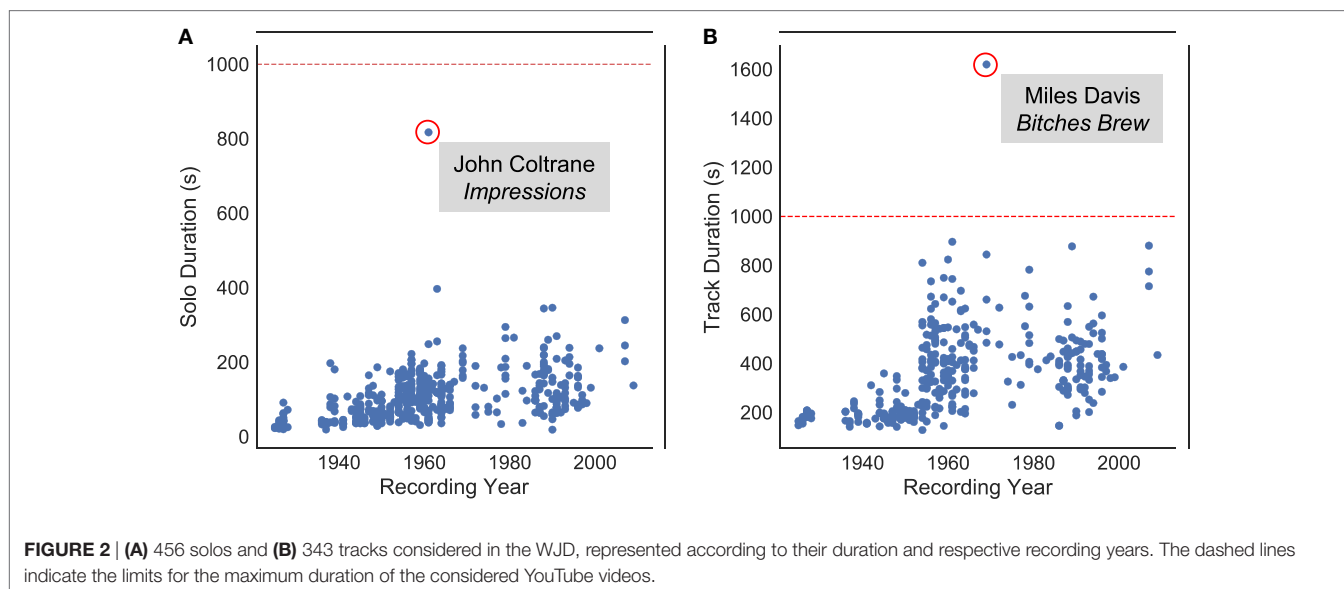 A
1000
800
600
400
200
0
Solo Duration (s)
John Coltrane
Impressions
1940
1960
1980
2000
Recording Year
B
1600
1400
1200
1000
800
600
400
200
Track Duration (s)
Miles Davis
Bitches Brew
1940
1960
1980
2000
Recording Year
FIGURE 2 | (A) 456 solos and (B) 343 tracks considered in the WJD, represented according to their duration and respective recording years. The dashed lines
indicate the limits for the maximum duration of the considered YouTube videos.